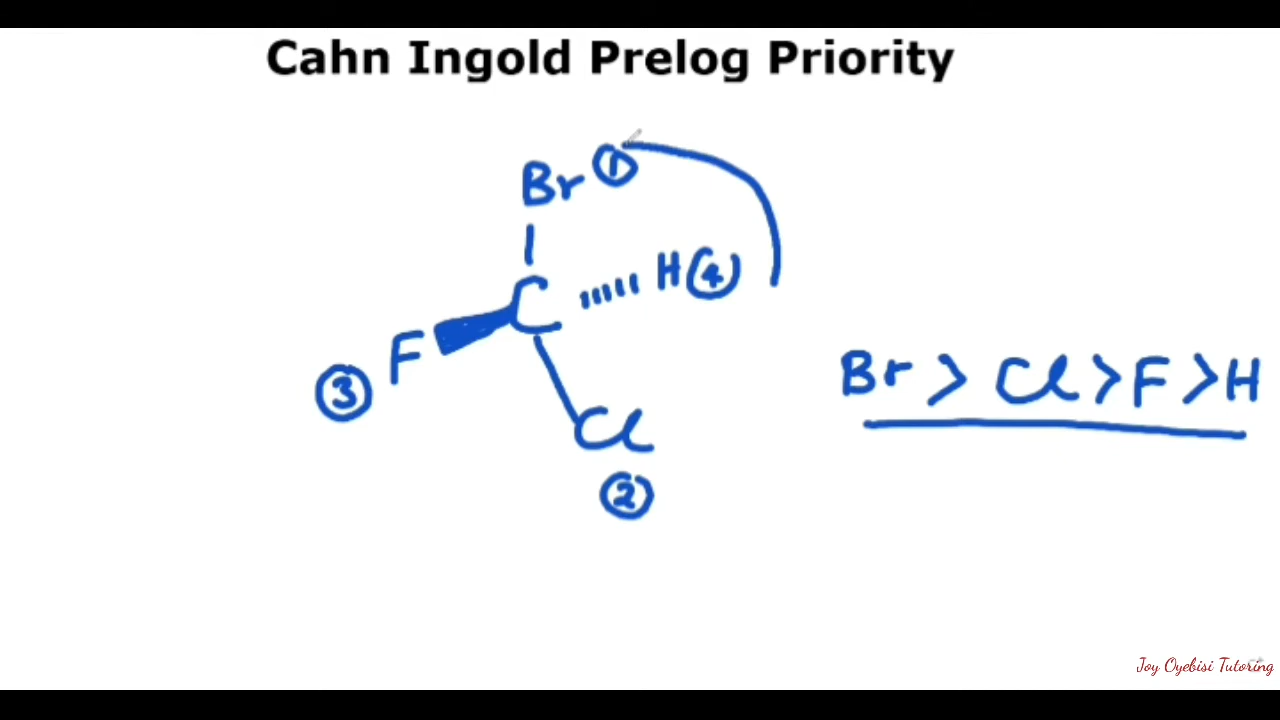 Cahn Ingold Prelog Priority
Br ①
C H ④
F
③
Br > Cl > F > H
Cl
②
Joy Oyebisi Tutoring